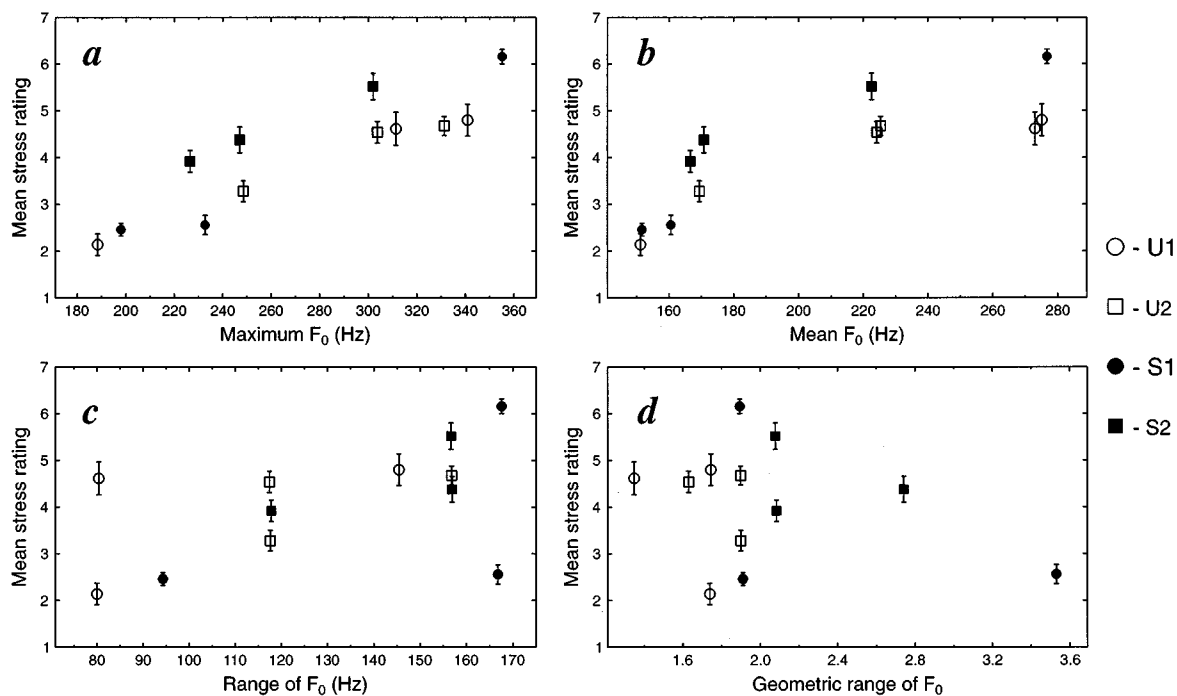 a
Mean stress rating
7
6
5
4
3
2
1
180 200 220 240 260 280 300 320 340 360
Maximum F₀ (Hz)
b
Mean stress rating
7
6
5
4
3
2
1
160 180 200 220 240 260 280
Mean F₀ (Hz)
c
Mean stress rating
7
6
5
4
3
2
1
80 90 100 110 120 130 140 150 160 170
Range of F₀ (Hz)
d
Mean stress rating
7
6
5
4
3
2
1
1.6 2.0 2.4 2.8 3.2 3.6
Geometric range of F₀
- U1
- U2
- S1
- S2